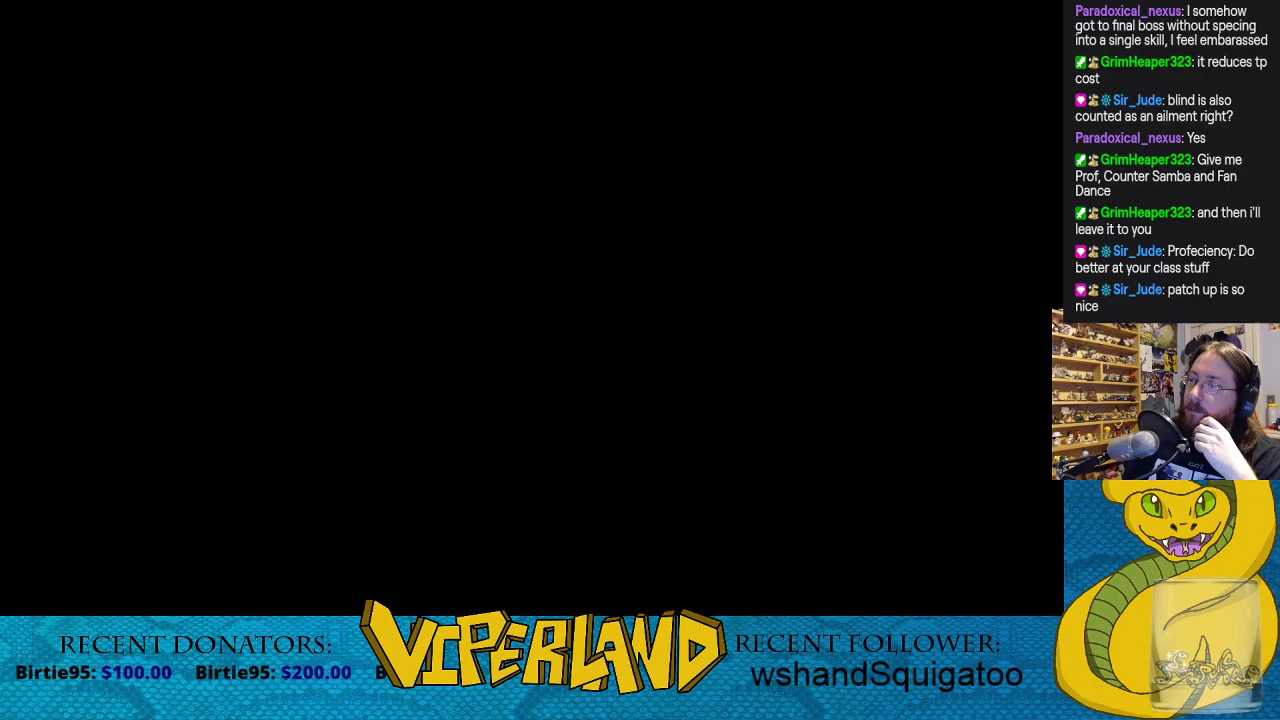 Paradoxical_nexus: I somehow
got to final boss without specing
into a single skill, I feel embarassed
GrimHeaper323: it reduces tp
cost
Sir_Jude: blind is also
counted as an ailment right?
Paradoxical_nexus: Yes
GrimHeaper323: Give me
Prof, Counter Samba and Fan
Dance
GrimHeaper323: and then i'll
leave it to you
Sir_Jude: Profeciency: Do
better at your class stuff
Sir_Jude: patch up is so
nice
RECENT DONATORS:
Birtie95: $100.00 Birtie95: $200.00 B
VIPERLAND
RECENT FOLLOWER:
wshandSquigatoo